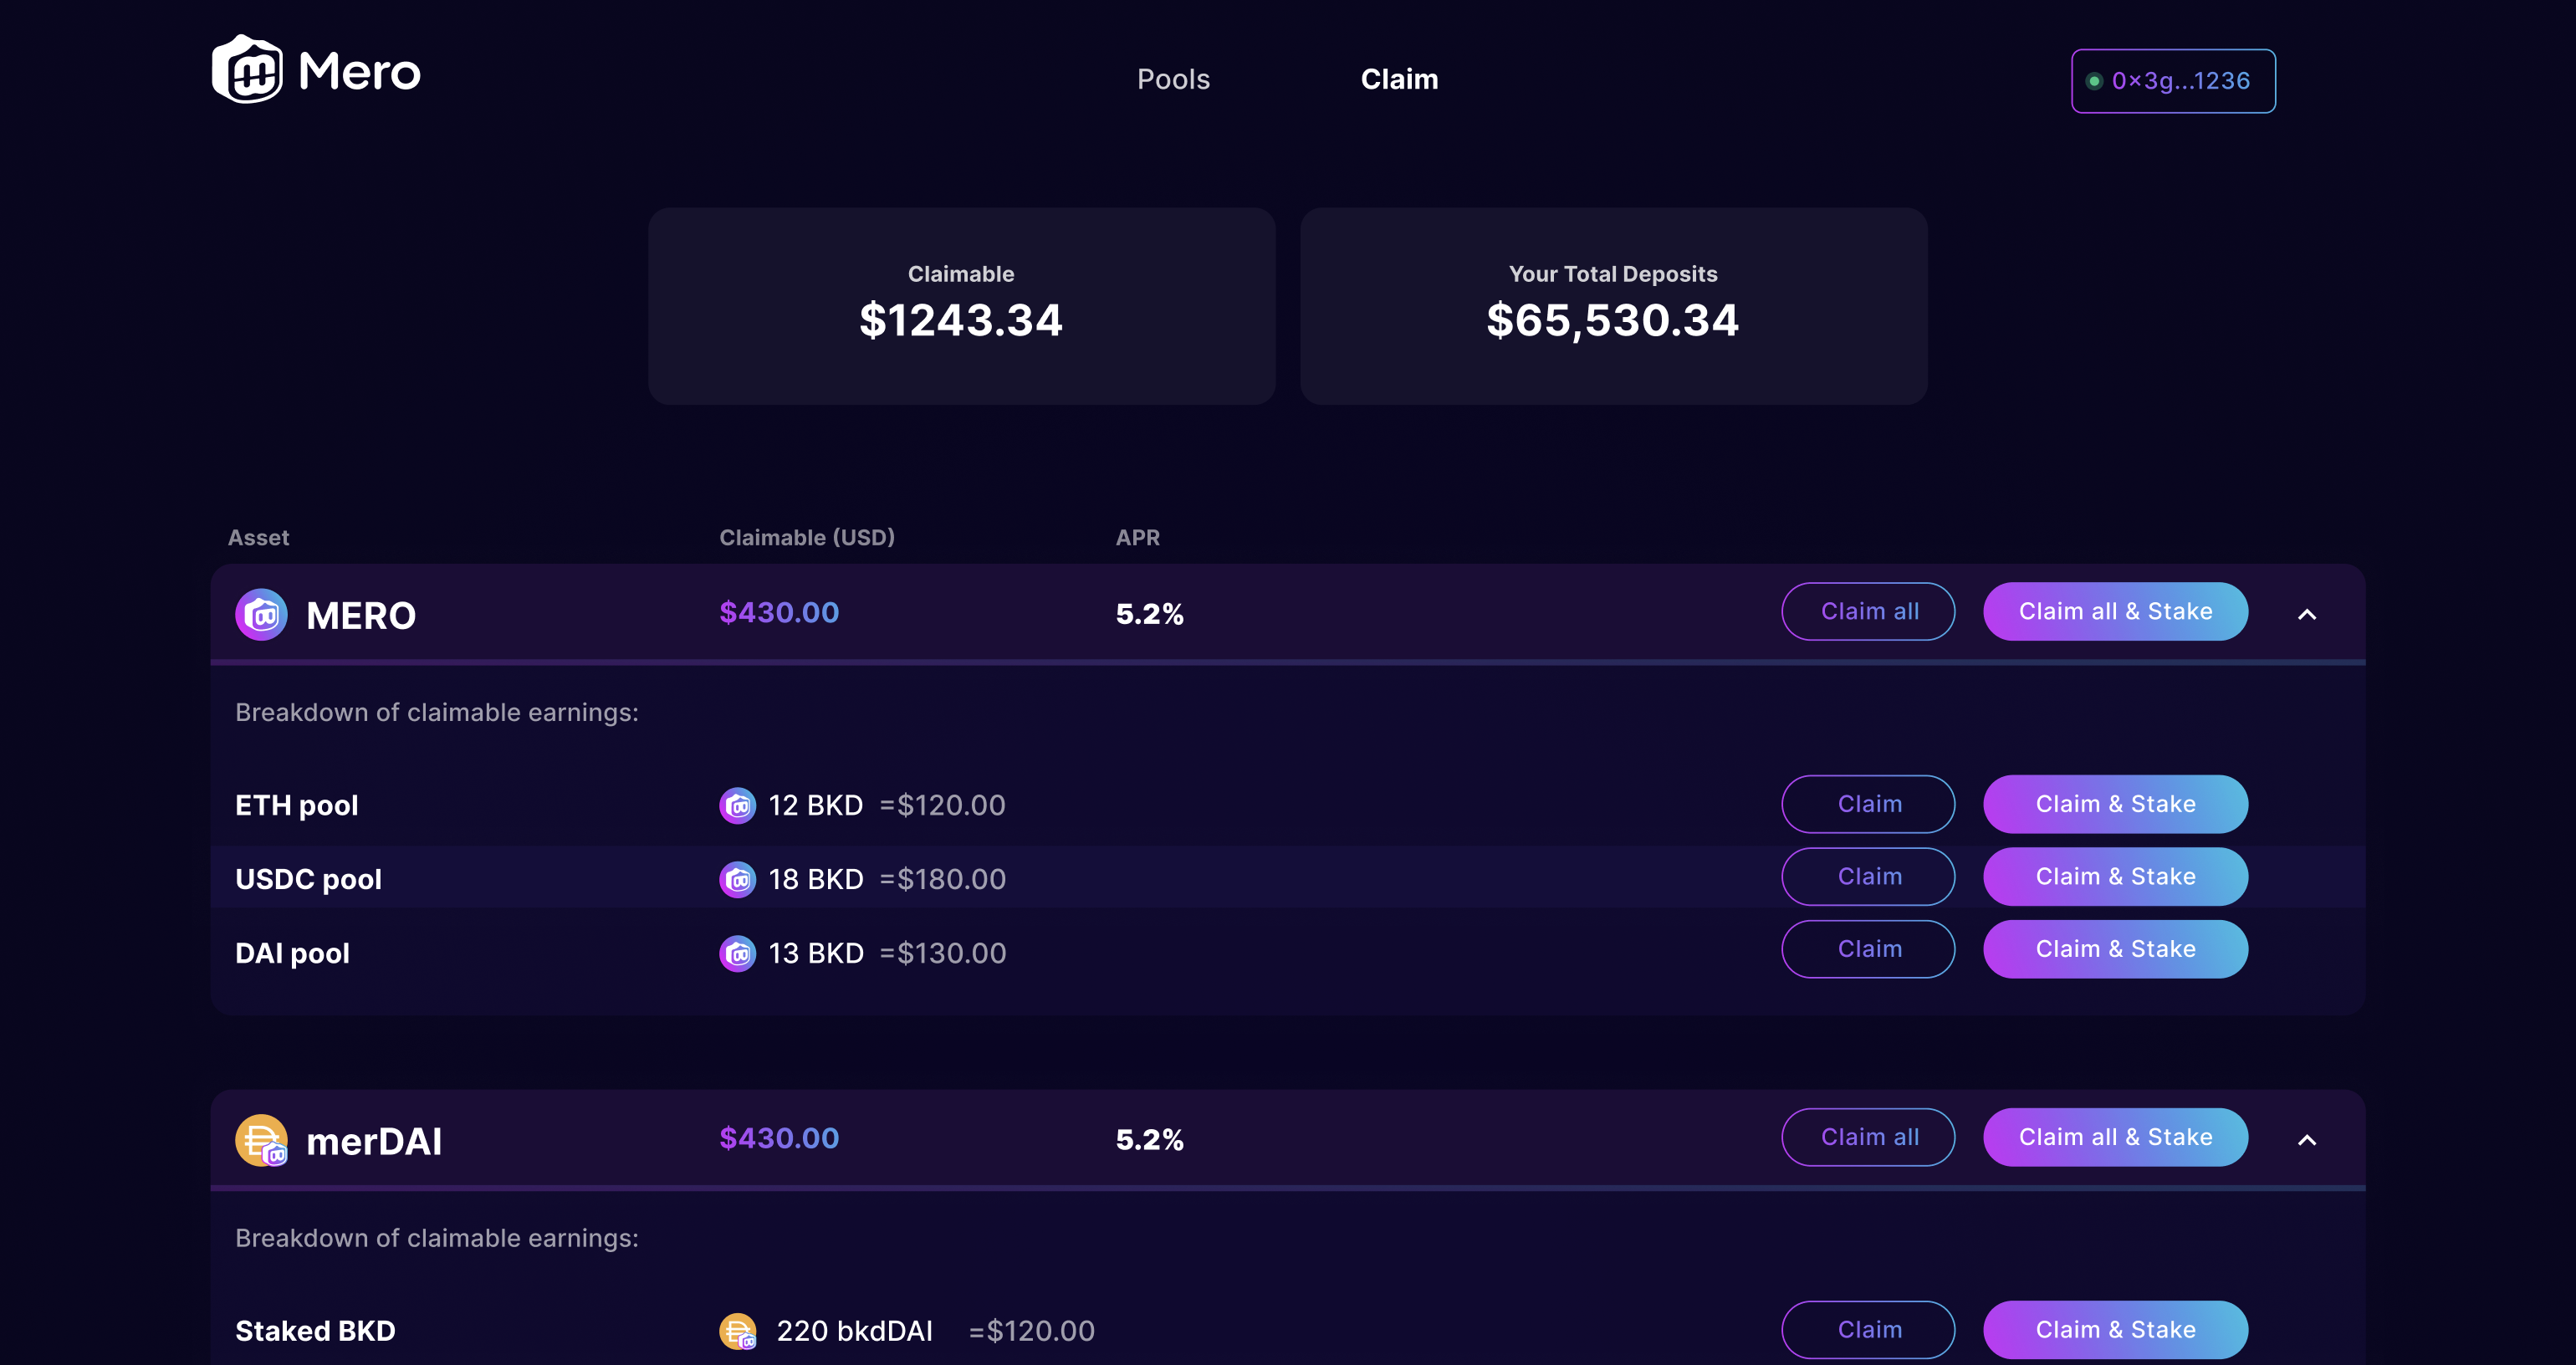 Mero
Pools Claim 0×3g...1236
Claimable
$1243.34
Your Total Deposits
$65,530.34
Asset Claimable (USD) APR
MERO $430.00 5.2% Claim all Claim all & Stake
Breakdown of claimable earnings:
ETH pool 12 BKD =$120.00 Claim Claim & Stake
USDC pool 18 BKD =$180.00 Claim Claim & Stake
DAI pool 13 BKD =$130.00 Claim Claim & Stake
merDAI $430.00 5.2% Claim all Claim all & Stake
Breakdown of claimable earnings:
Staked BKD 220 bkdDAI =$120.00 Claim Claim & Stake